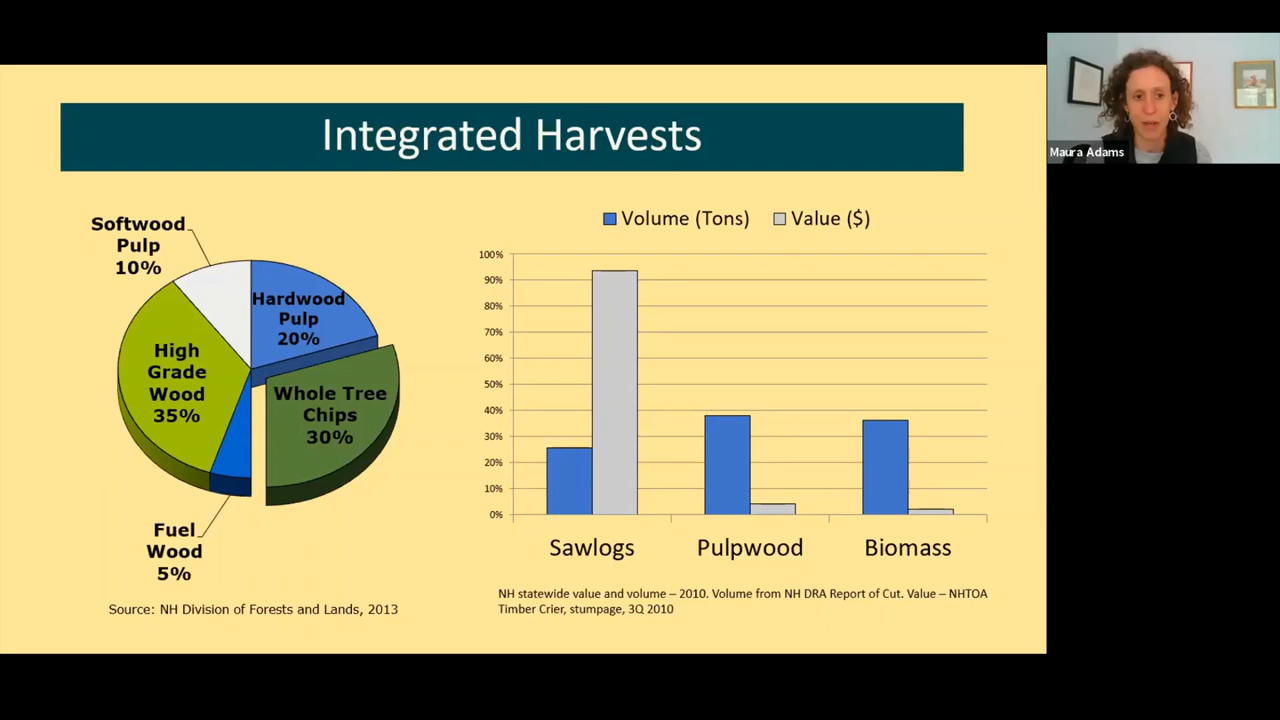 Integrated Harvests
Softwood
Pulp
10%
Hardwood
Pulp
20%
High
Grade
Wood
35%
Whole Tree
Chips
30%
Fuel
Wood
5%
Source: NH Division of Forests and Lands, 2013
Volume (Tons) Value ($)
100%
90%
80%
70%
60%
50%
40%
30%
20%
10%
0%
Sawlogs Pulpwood Biomass
NH statewide value and volume – 2010. Volume from NH DRA Report of Cut. Value – NHTOA
Timber Crier, stumpage, 3Q 2010
Maura Adams